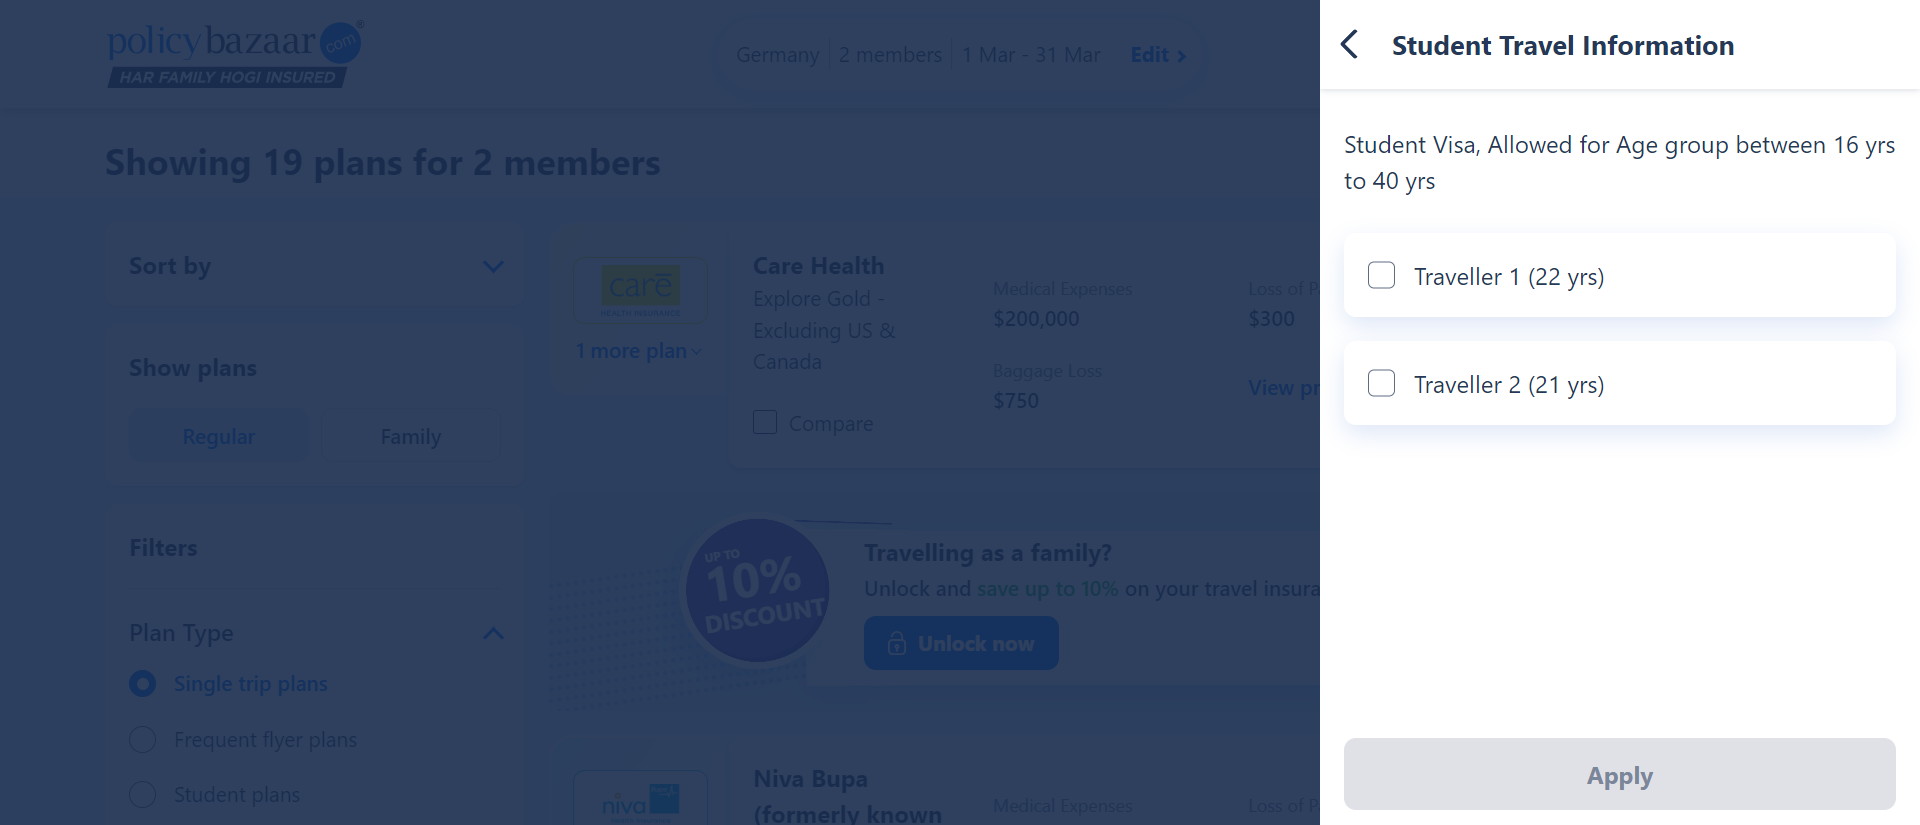 policybazaar.com®
HAR FAMILY HOGI INSURED
Germany 2 members 1 Mar - 31 Mar Edit
Showing 19 plans for 2 members
Sort by
Show plans
Regular Family
Filters
Plan Type
Single trip plans
Frequent flyer plans
Student plans
care
HEALTH INSURANCE
1 more plan
Care Health
Explore Gold -
Excluding US &
Canada
Compare
Medical Expenses
$200,000
Loss of P
$300
Baggage Loss
$750
View pr
UP TO
10%
DISCOUNT
Travelling as a family?
Unlock and save up to 10% on your travel insura
Unlock now
niva
Niva Bupa
(formerly known
Medical Expenses
Loss of P
Student Travel Information
Student Visa, Allowed for Age group between 16 yrs
to 40 yrs
Traveller 1 (22 yrs)
Traveller 2 (21 yrs)
Apply